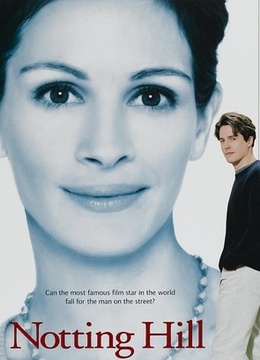 Can the most famous film star in the world
fall for the man on the street?
Notting Hill